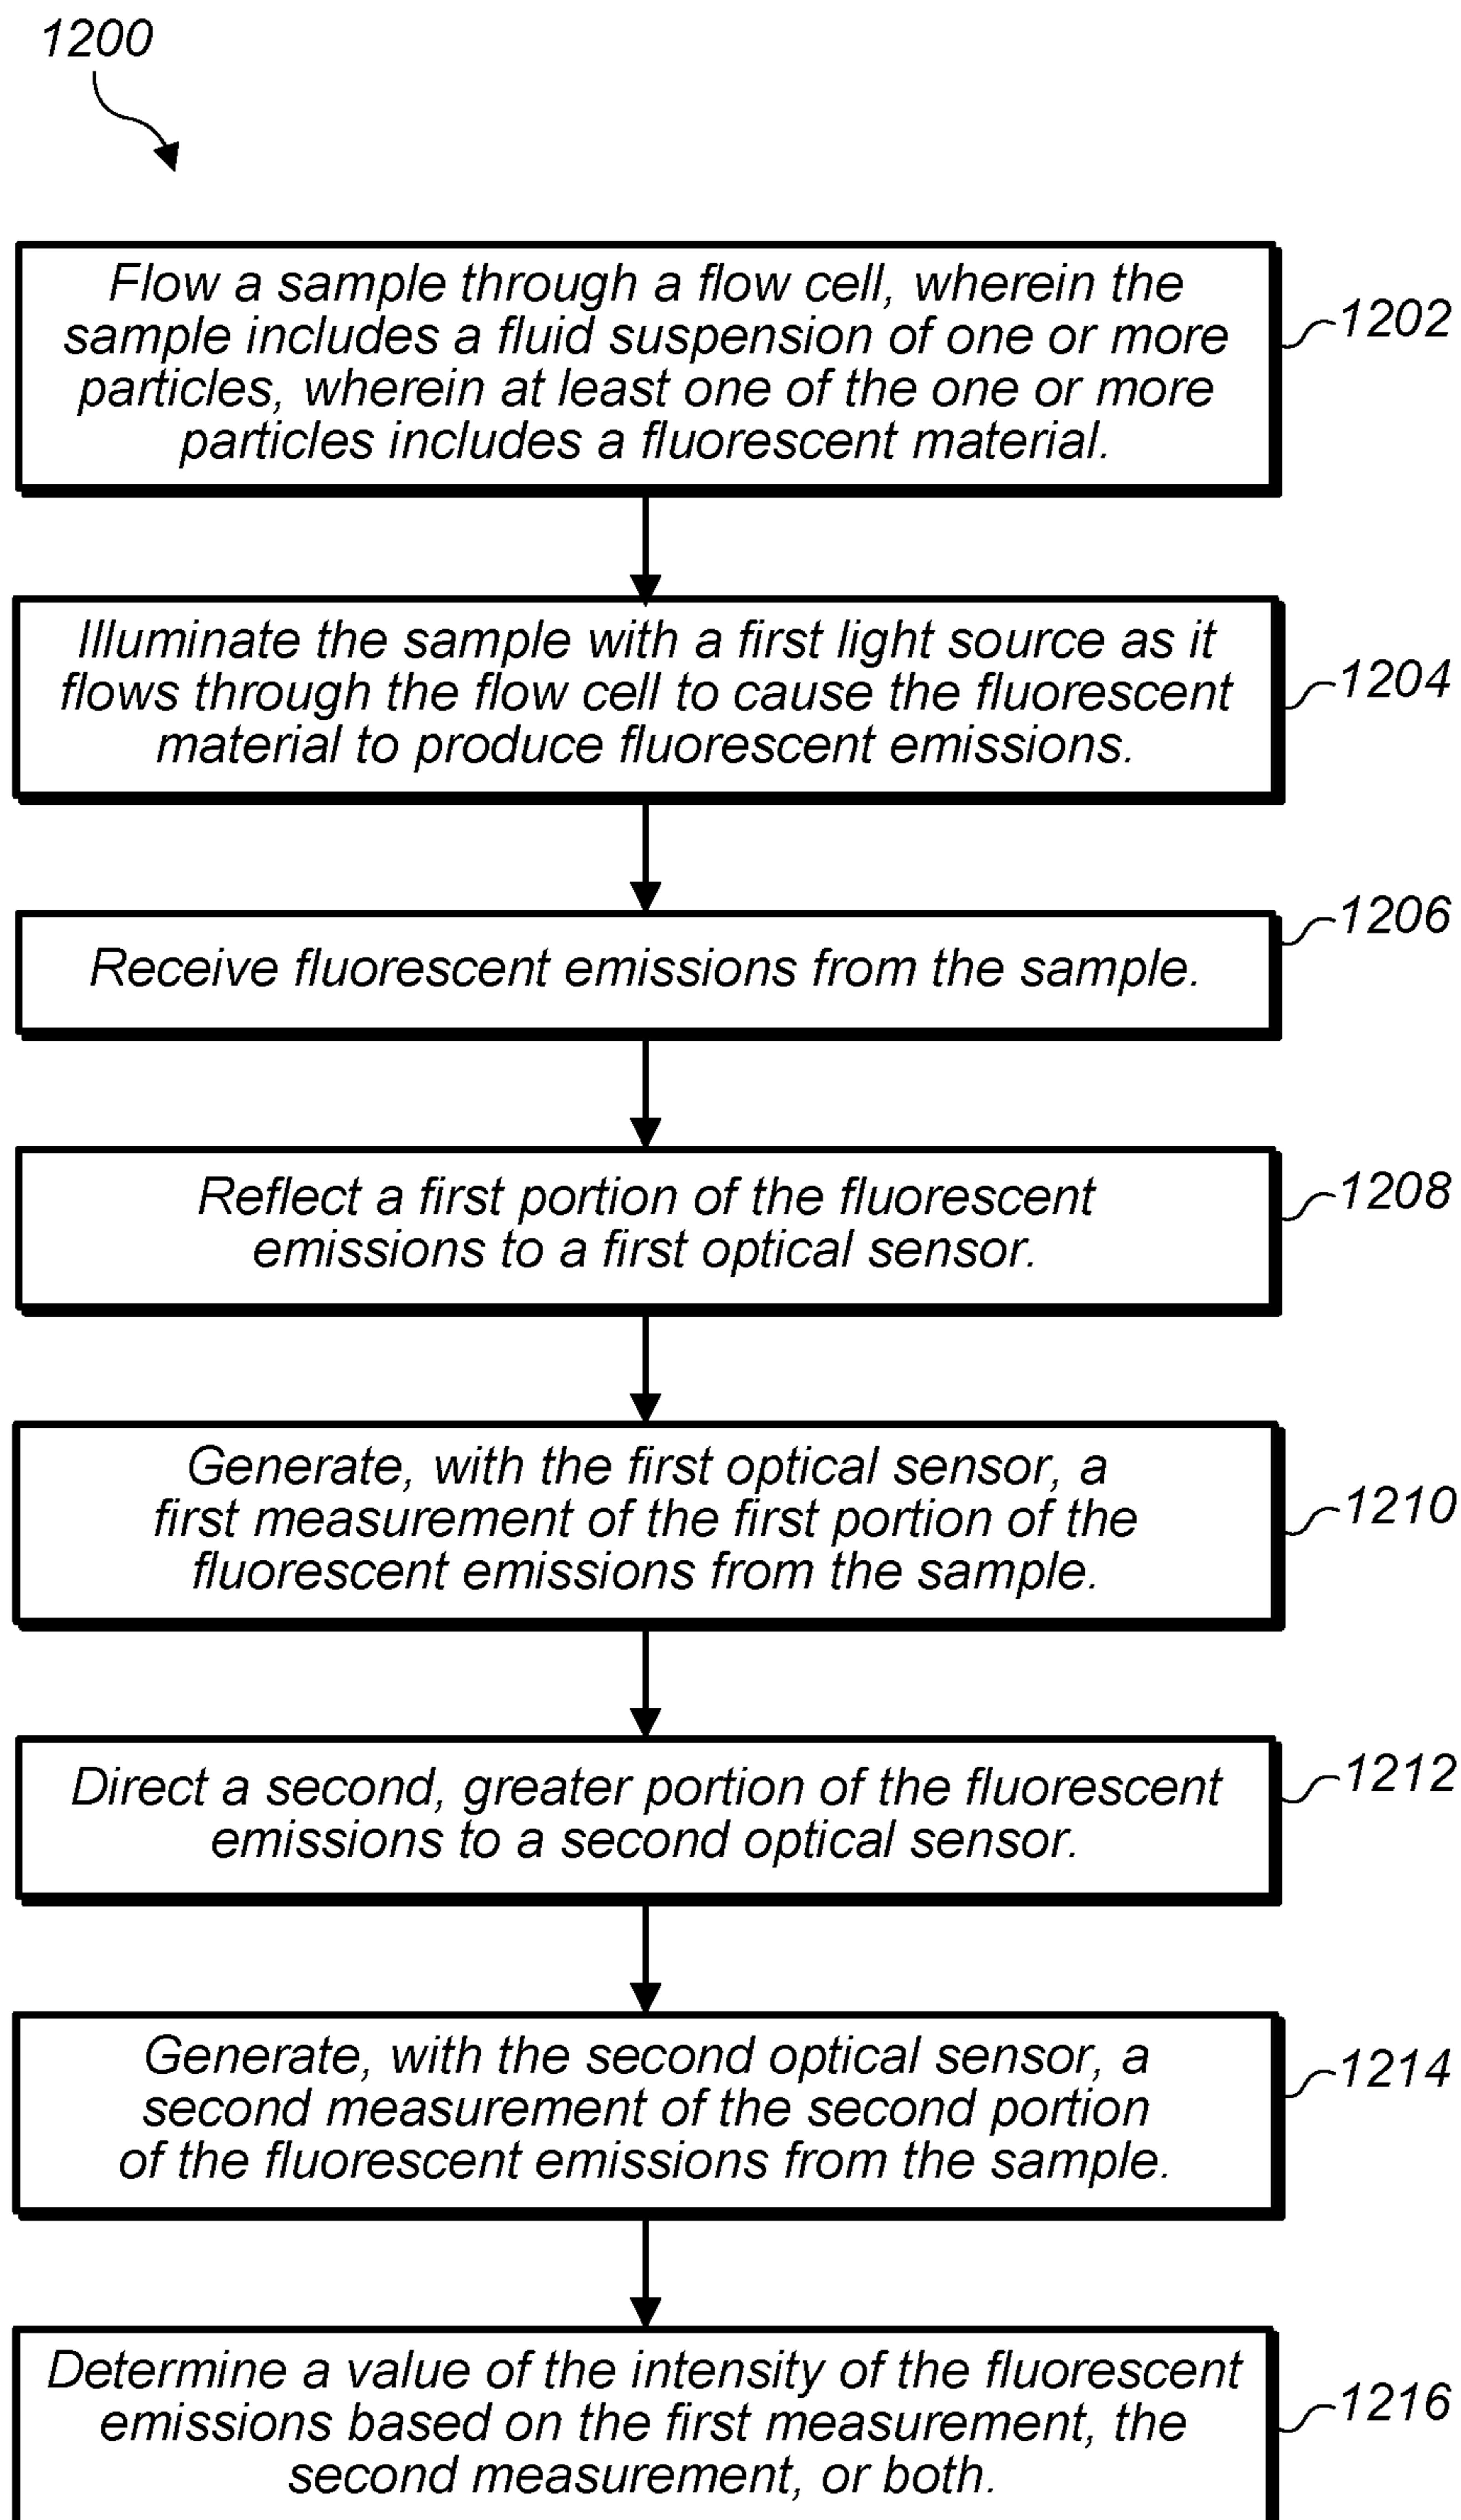 1200
Flow a sample through a flow cell, wherein the
sample includes a fluid suspension of one or more
particles, wherein at least one of the one or more
particles includes a fluorescent material.
1202
Illuminate the sample with a first light source as it
flows through the flow cell to cause the fluorescent
material to produce fluorescent emissions.
1204
Receive fluorescent emissions from the sample.
1206
Reflect a first portion of the fluorescent
emissions to a first optical sensor.
1208
Generate, with the first optical sensor, a
first measurement of the first portion of the
fluorescent emissions from the sample.
1210
Direct a second, greater portion of the fluorescent
emissions to a second optical sensor.
1212
Generate, with the second optical sensor, a
second measurement of the second portion
of the fluorescent emissions from the sample.
1214
Determine a value of the intensity of the fluorescent
emissions based on the first measurement, the
second measurement, or both.
1216